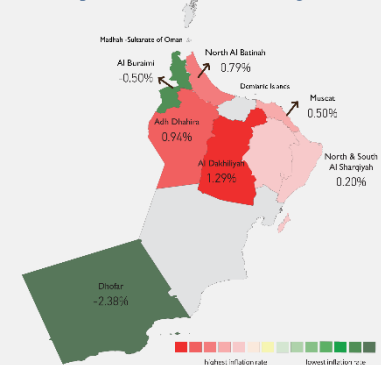 Madhah -Sultanate of Oman
North Al Batinah
0.79%
Al Buraimi
-0.50%
Muscat
0.50%
Adh Dhahira
0.94%
North & South
Al Sharqiyah
0.20%
Al Dakhiliyah
1.29%
Dhofar
-2.38%
highest inflation rate
lowest inflation rate